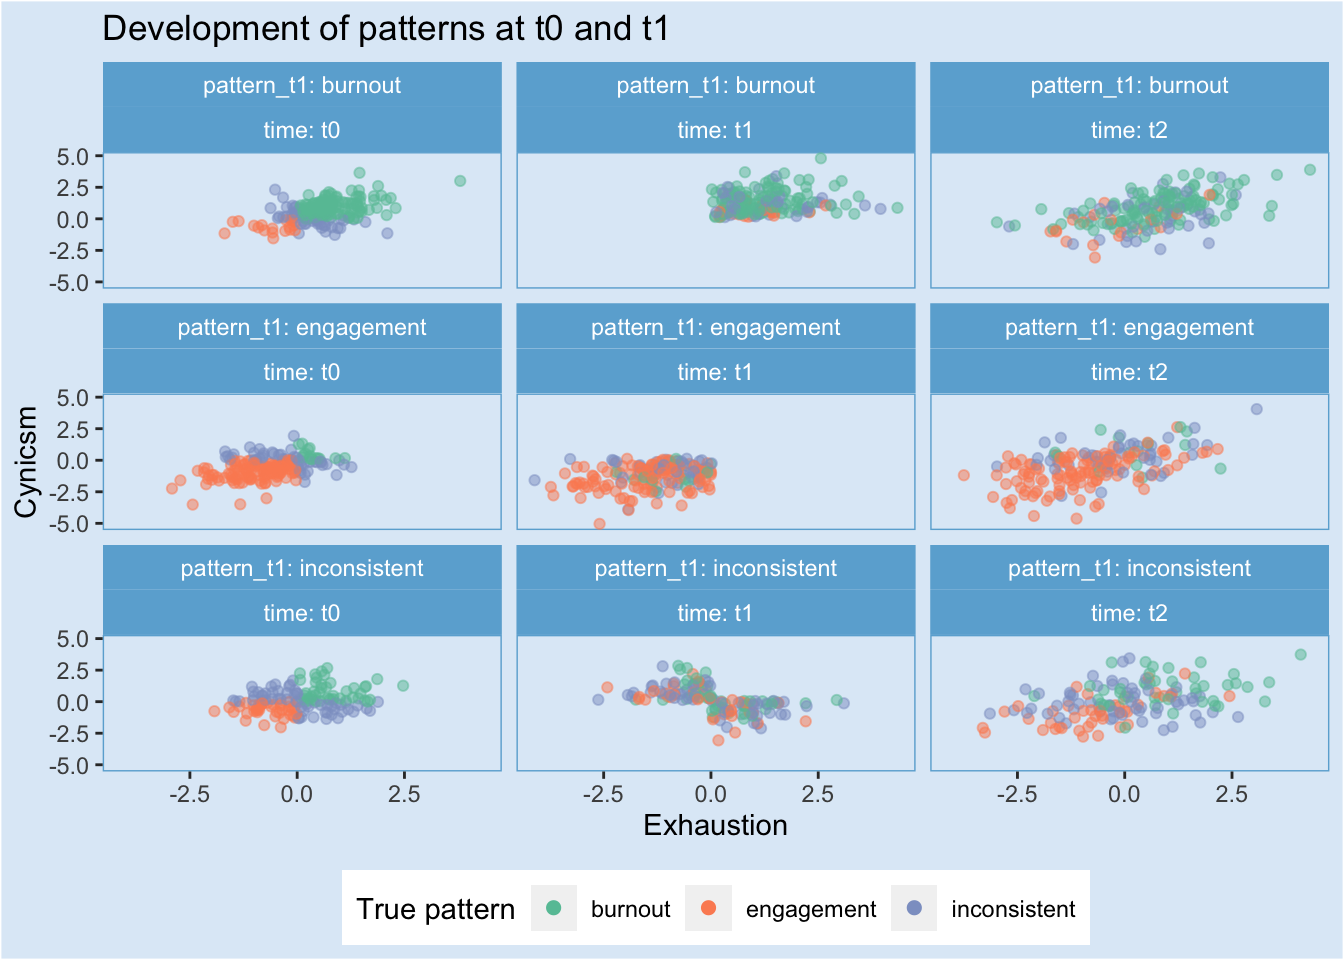 Development of patterns at t0 and t1
pattern_t1: burnout
pattern_t1: burnout
pattern_t1: burnout
time: t0
time: t1
time: t2
5.0
2.5
0.0
-2.5
-5.0
pattern_t1: engagement
pattern_t1: engagement
pattern_t1: engagement
time: t0
time: t1
time: t2
5.0
2.5
0.0
-2.5
-5.0
Cynicsm
pattern_t1: inconsistent
pattern_t1: inconsistent
pattern_t1: inconsistent
time: t0
time: t1
time: t2
5.0
2.5
0.0
-2.5
-5.0
-2.5 0.0 2.5
-2.5 0.0 2.5
-2.5 0.0 2.5
Exhaustion
True pattern burnout engagement inconsistent